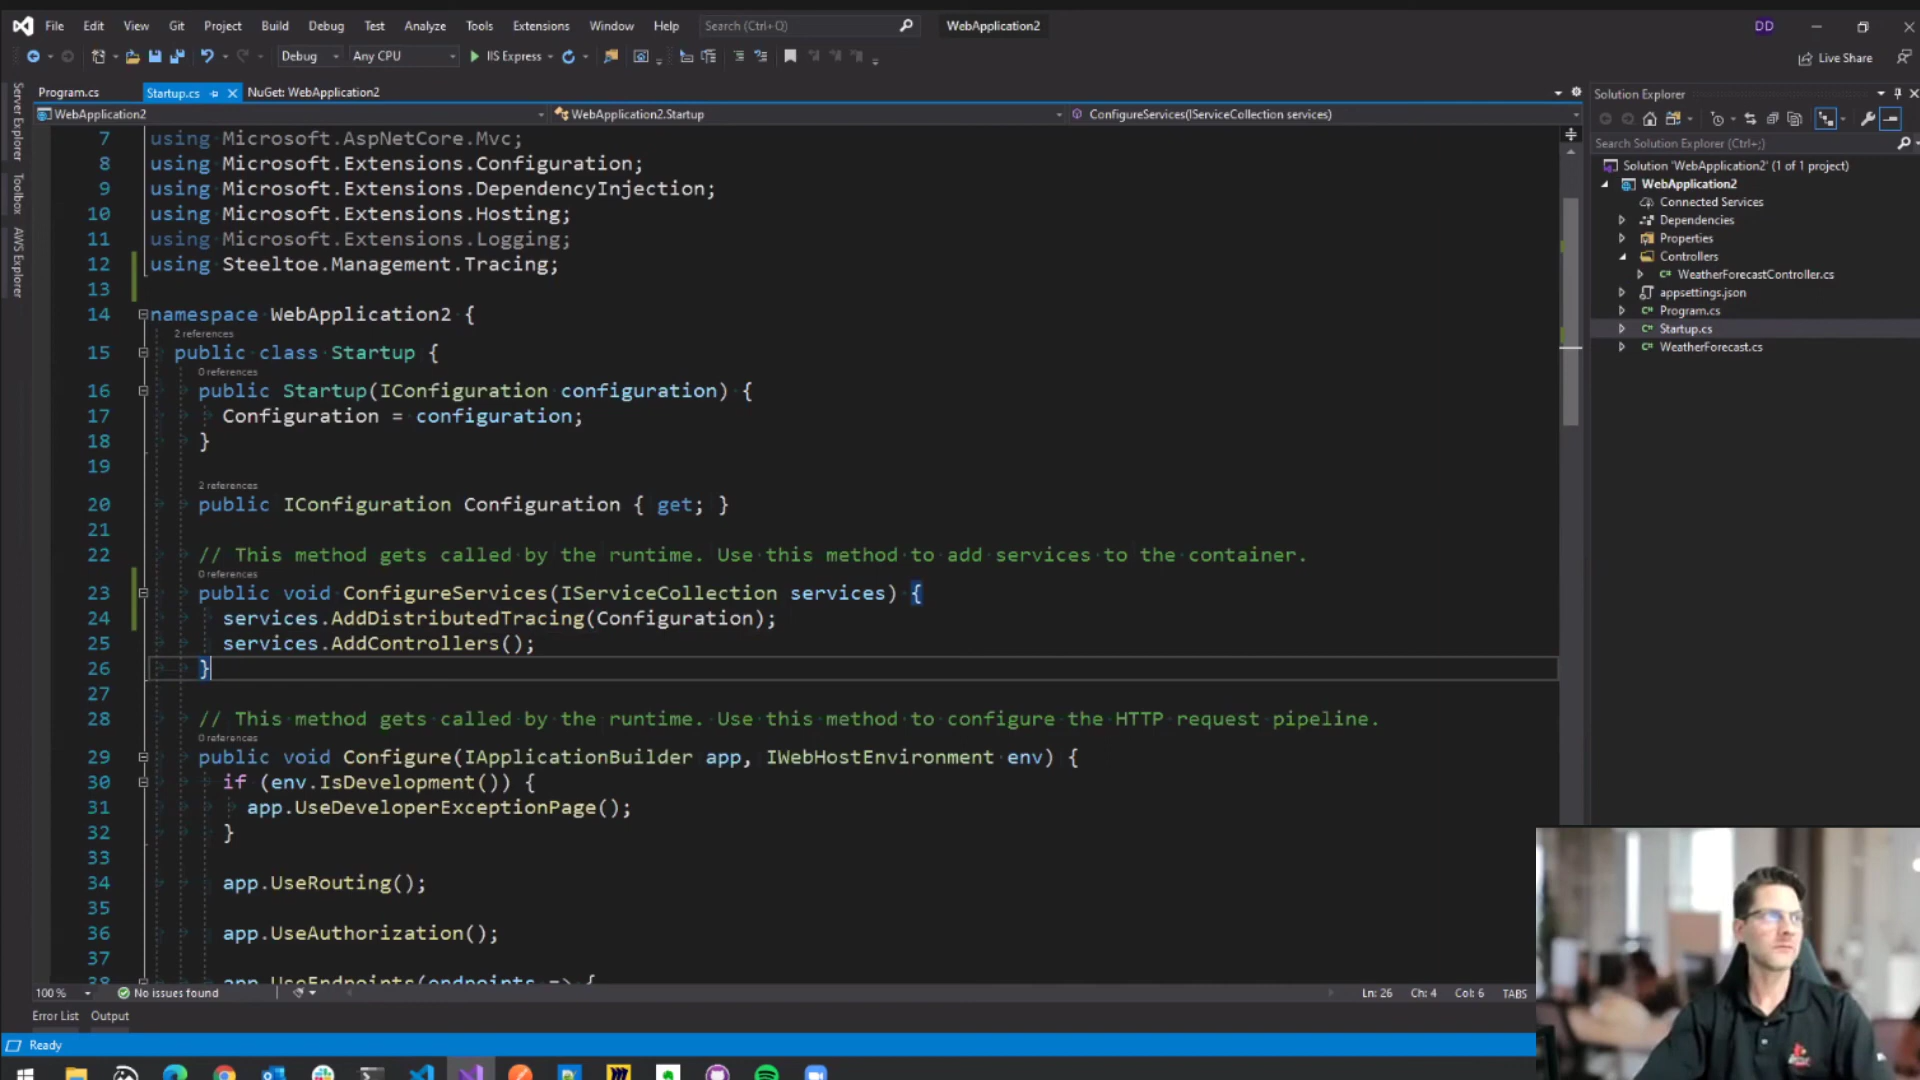 File Edit View Git Project Build Debug Test Analyze Tools Extensions Window Help Search (Ctrl+Q) WebApplication2 DD
Debug Any CPU IIS Express Live Share
Program.cs Startup.cs NuGet: WebApplication2
WebApplication2 WebApplication2.Startup ConfigureServices(IServiceCollection services)
Server Explorer
Toolbox
AWS Explorer
7 using Microsoft.AspNetCore.Mvc;
8 using Microsoft.Extensions.Configuration;
9 using Microsoft.Extensions.DependencyInjection;
10 using Microsoft.Extensions.Hosting;
11 using Microsoft.Extensions.Logging;
12 using Steeltoe.Management.Tracing;
13
14 namespace WebApplication2 {
2 references
15 public class Startup {
0 references
16 public Startup(IConfiguration configuration) {
17 Configuration = configuration;
18 }
19
2 references
20 public IConfiguration Configuration { get; }
21
22 // This method gets called by the runtime. Use this method to add services to the container.
0 references
23 public void ConfigureServices(IServiceCollection services) {
24 services.AddDistributedTracing(Configuration);
25 services.AddControllers();
26 }
27
28 // This method gets called by the runtime. Use this method to configure the HTTP request pipeline.
0 references
29 public void Configure(IApplicationBuilder app, IWebHostEnvironment env) {
30 if (env.IsDevelopment()) {
31 app.UseDeveloperExceptionPage();
32 }
33
34 app.UseRouting();
35
36 app.UseAuthorization();
37
38 app.UseEndpoints(endpoints => {
100 % No issues found Ln: 26 Ch: 4 Col: 6 TABS
Error List Output
Ready
Solution Explorer
Search Solution Explorer (Ctrl+;)
Solution 'WebApplication2' (1 of 1 project)
WebApplication2
Connected Services
Dependencies
Properties
Controllers
WeatherForecastController.cs
appsettings.json
Program.cs
Startup.cs
WeatherForecast.cs